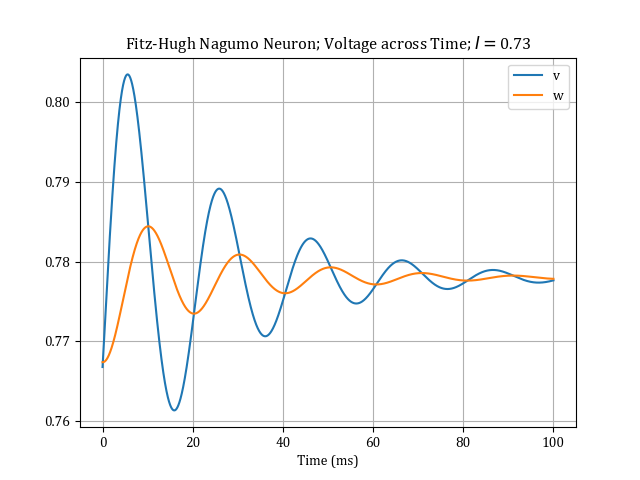 Fitz-Hugh Nagumo Neuron; Voltage across Time; I = 0.73
v
w
0.80
0.79
0.78
0.77
0.76
0 20 40 60 80 100
Time (ms)